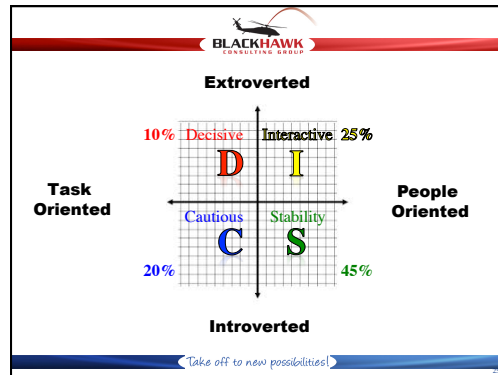 BLACKHAWK
CONSULTING GROUP
Extroverted
10% Decisive Interactive 25%
D I
Task
Oriented
People
Oriented
Cautious Stability
C S
20% 45%
Introverted
Take off to new possibilities!